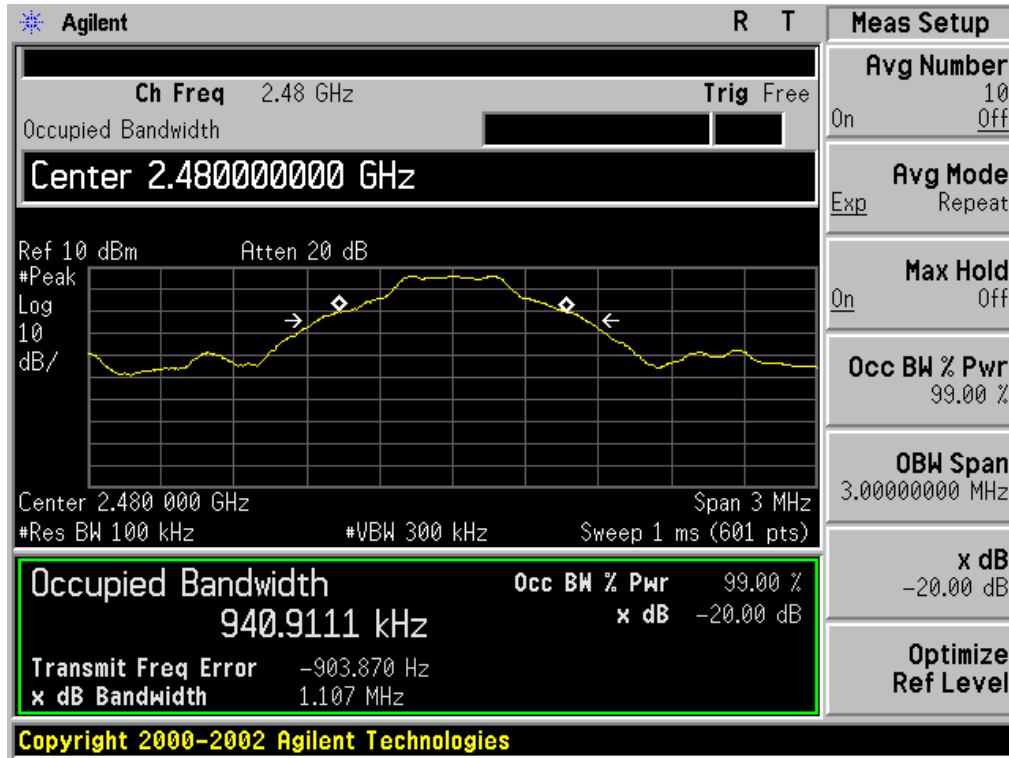 Agilent R T
Ch Freq 2.48 GHz Trig Free
Occupied Bandwidth
Center 2.480000000 GHz
Ref 10 dBm Atten 20 dB
#Peak
Log
10
dB/
Center 2.480 000 GHz Span 3 MHz
#Res BW 100 kHz #VBW 300 kHz Sweep 1 ms (601 pts)
Occupied Bandwidth
940.9111 kHz
Occ BW % Pwr 99.00 %
x dB -20.00 dB
Transmit Freq Error -903.870 Hz
x dB Bandwidth 1.107 MHz
Copyright 2000-2002 Agilent Technologies
Meas Setup
Avg Number
10
On Off
Avg Mode
Exp Repeat
Max Hold
On Off
Occ BW % Pwr
99.00 %
OBW Span
3.00000000 MHz
x dB
-20.00 dB
Optimize
Ref Level